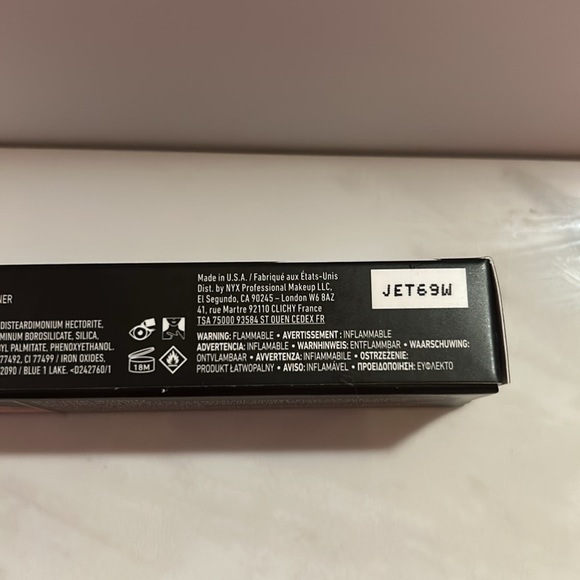 NER
DISTEARDIMONIUM HECTORITE,
MINUM BOROSILICATE, SILICA,
YL PALMITATE, PHENOXYETHANOL.
77492, CI 77499 / IRON OXIDES,
2090 / BLUE 1 LAKE. <D242760/1
18M
Made in U.S.A. / Fabriqué aux États-Unis
Dist. by NYX Professional Makeup LLC,
El Segundo, CA 90245 – London W6 8AZ
41, rue Martre 92110 CLICHY France
TSA 75000 93584 ST OUEN CEDEX FR
WARNING: FLAMMABLE • AVERTISSEMENT : INFLAMMABLE
ADVERTENCIA: INFLAMABLE • WARNHINWEIS: ENTFLAMMBAR • WAARSCHUWING:
ONTVLAMBAAR • AVVERTENZA: INFIAMMABILE • OSTRZEŻENIE:
PRODUKT ŁATWOPALNY • AVISO: INFLAMÁVEL • ΠΡΟΕΙΔΟΠΟΙΗΣΗ: ΕΥΦΛΕΚΤΟ
JET69W